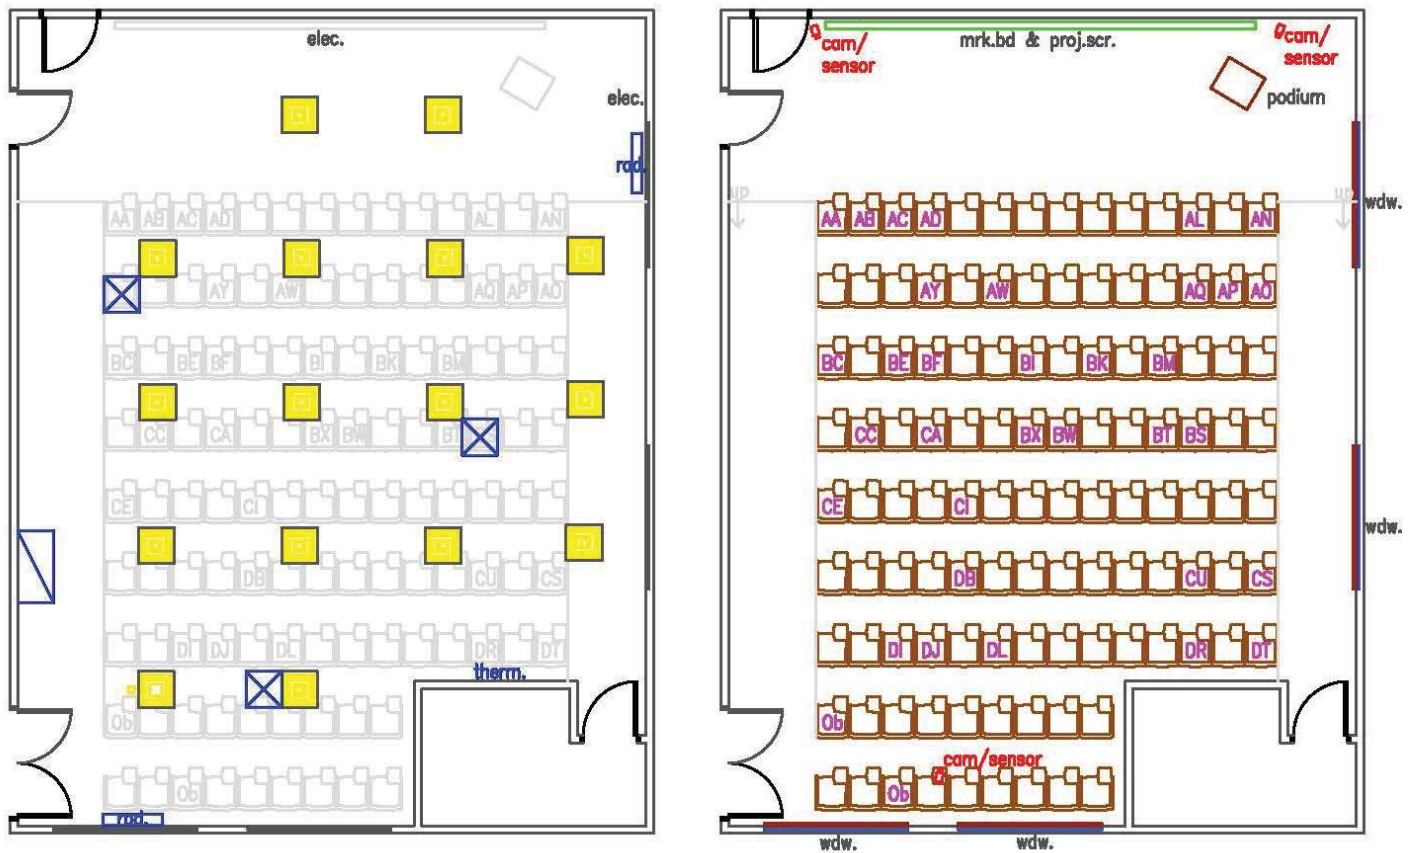 elec.
elec.
rad.
AA AB AC AD AL AN
AY AW AQ AP AO
BC BE BF BI BK BM
CC CA BX BW BT
CE CI
DB CU CS
DI DJ DL DR DT
therm.
Ob
Ob
rad.
cam/
sensor
mrk.bd & proj.scr.
cam/
sensor
podium
up
up
wdw.
AA AB AC AD AL AN
AY AW AQ AP AO
BC BE BF BI BK BM
CC CA BX BW BT BS
wdw.
CE CI
DB CU CS
DI DJ DL DR DT
Ob
cam/sensor
Ob
wdw.
wdw.